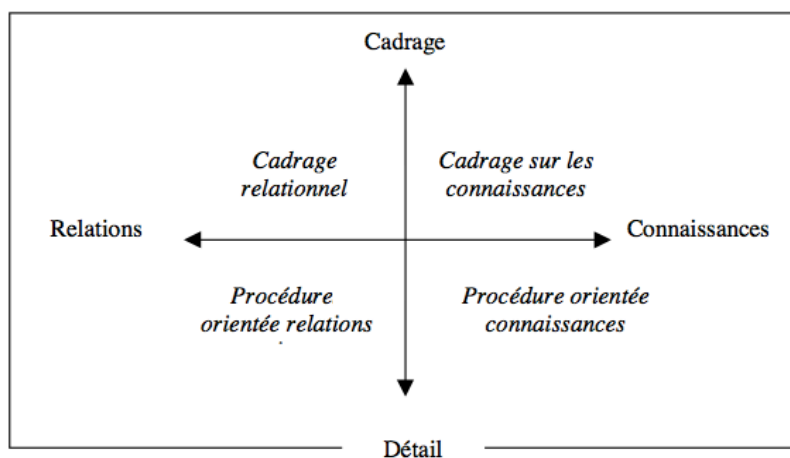 Cadrage
Cadrage
relationnel
Cadrage sur les
connaissances
Relations
Connaissances
Procédure
orientée relations
Procédure orientée
connaissances
Détail